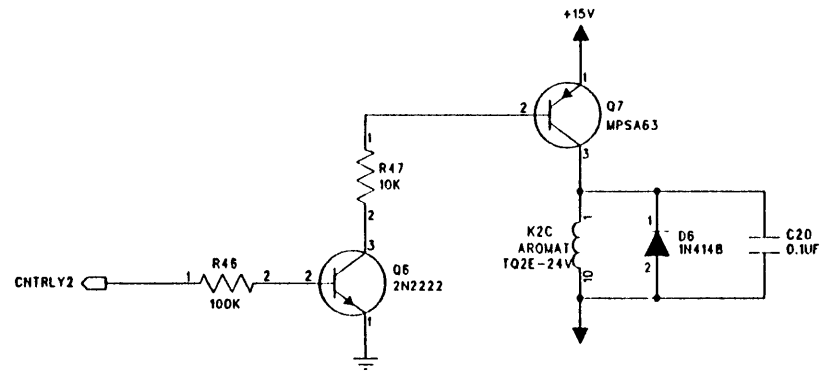 +15V
1
2
Q7
MPSA63
3
1
R47
10K
2
K2C
AROMAT
TQ2E-24V
1
10
1
D6
1N4148
2
C20
0.1UF
CNTRLY2
1
R46
100K
2
2
3
Q6
2N2222
1